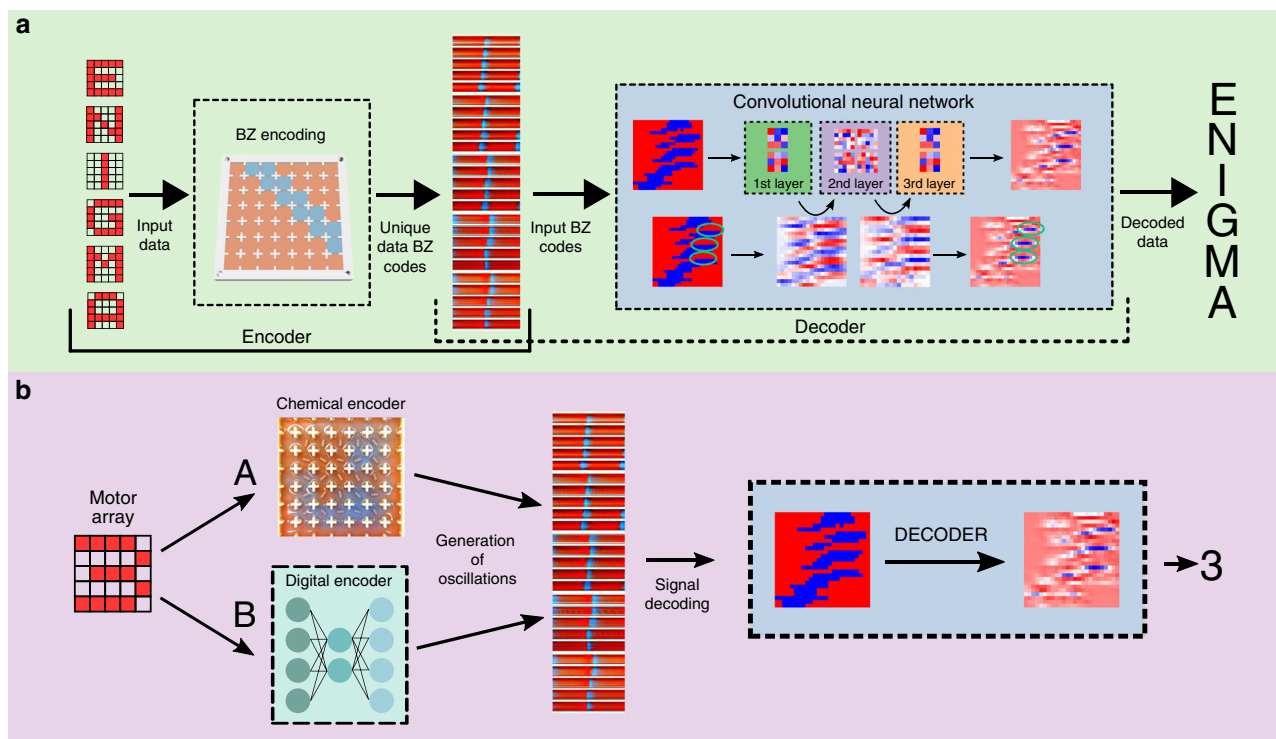 a
BZ encoding
Input
data
Unique
data BZ
codes
Encoder
Input BZ
codes
Convolutional neural network
1st layer
2nd layer
3rd layer
Decoder
Decoded
data
E
N
I
G
M
A
b
Motor
array
A
Chemical encoder
B
Digital encoder
Generation
of
oscillations
Signal
decoding
DECODER
3